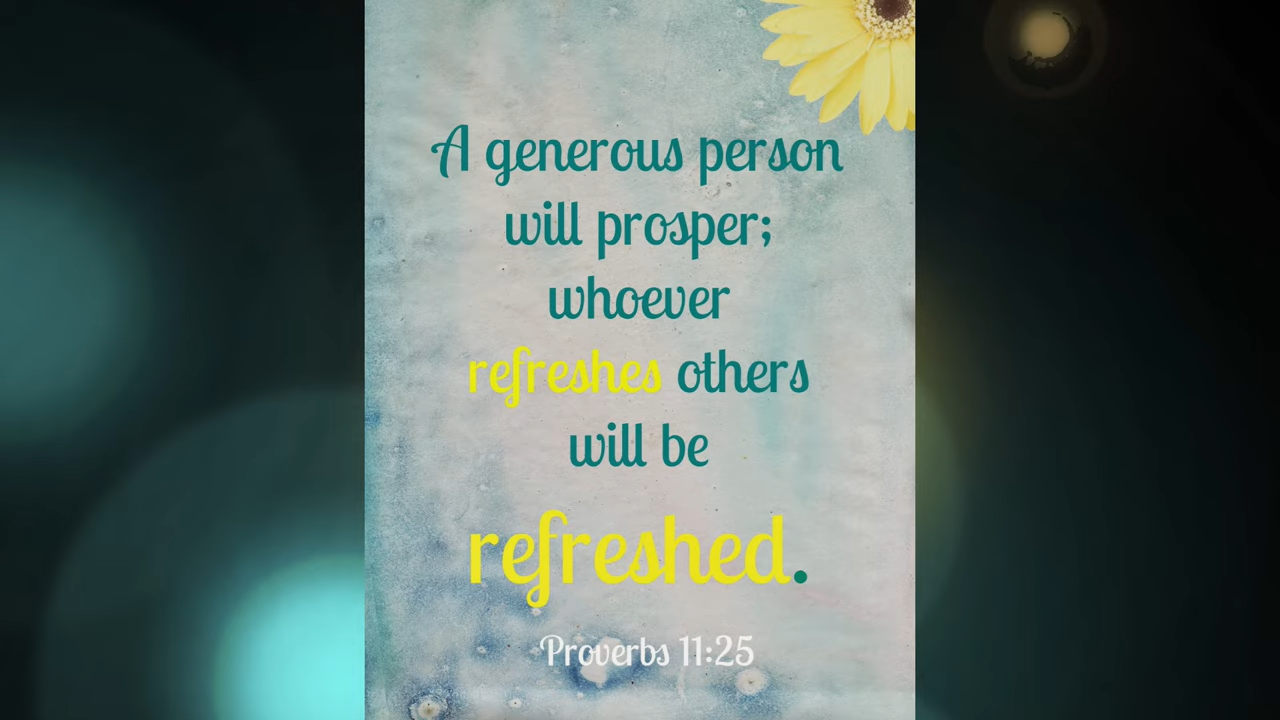 A generous person
will prosper;
whoever
refreshes others
will be
refreshed.
Proverbs 11:25